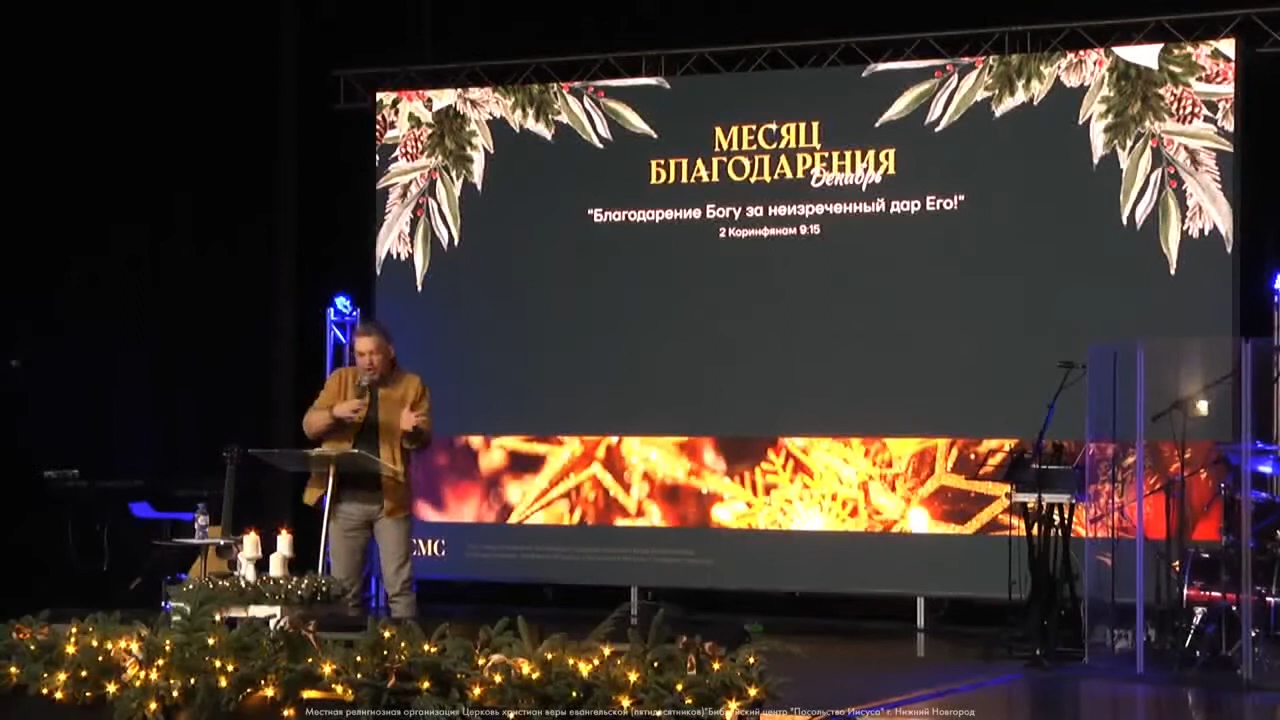 МЕСЯЦ
БЛАГОДАРЕНИЯ
Декабрь
"Благодарение Богу за неизреченный дар Его!"
2 Коринфянам 9:15
СМС
Местная религиозная организация Церковь христиан веры евангельской (пятидесятников)"Библейский центр "Посольство Иисуса" г. Нижний Новгород